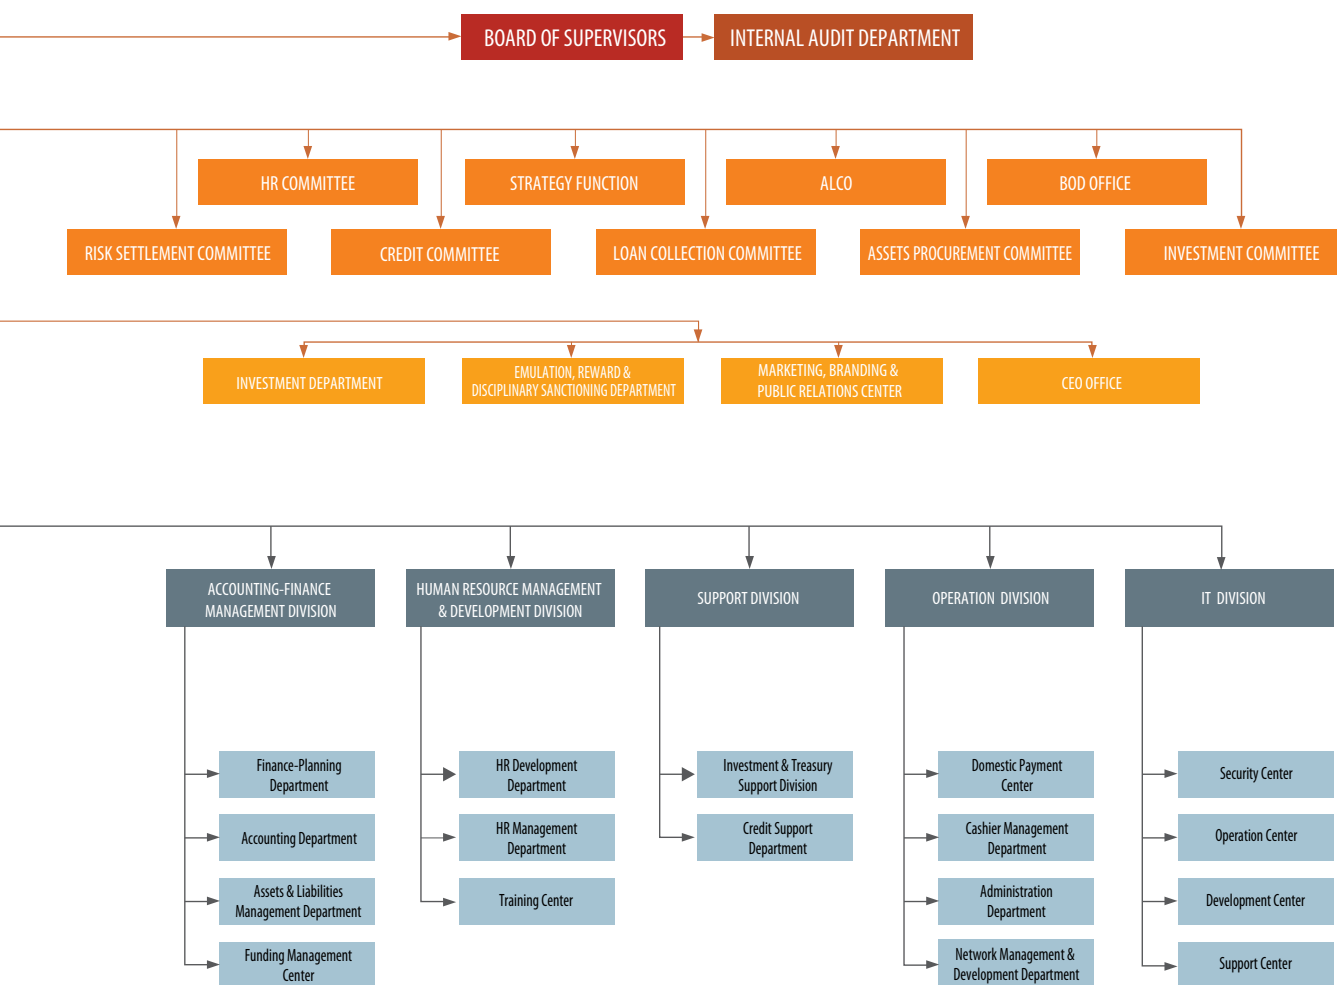 BOARD OF SUPERVISORS
INTERNAL AUDIT DEPARTMENT
HR COMMITTEE
STRATEGY FUNCTION
ALCO
BOD OFFICE
RISK SETTLEMENT COMMITTEE
CREDIT COMMITTEE
LOAN COLLECTION COMMITTEE
ASSETS PROCUREMENT COMMITTEE
INVESTMENT COMMITTEE
INVESTMENT DEPARTMENT
EMULATION, REWARD &
DISCIPLINARY SANCTIONING DEPARTMENT
MARKETING, BRANDING &
PUBLIC RELATIONS CENTER
CEO OFFICE
ACCOUNTING-FINANCE
MANAGEMENT DIVISION
HUMAN RESOURCE MANAGEMENT
& DEVELOPMENT DIVISION
SUPPORT DIVISION
OPERATION DIVISION
IT DIVISION
Finance-Planning
Department
Accounting Department
Assets & Liabilities
Management Department
Funding Management
Center
HR Development
Department
HR Management
Department
Training Center
Investment & Treasury
Support Division
Credit Support
Department
Domestic Payment
Center
Cashier Management
Department
Administration
Department
Network Management &
Development Department
Security Center
Operation Center
Development Center
Support Center